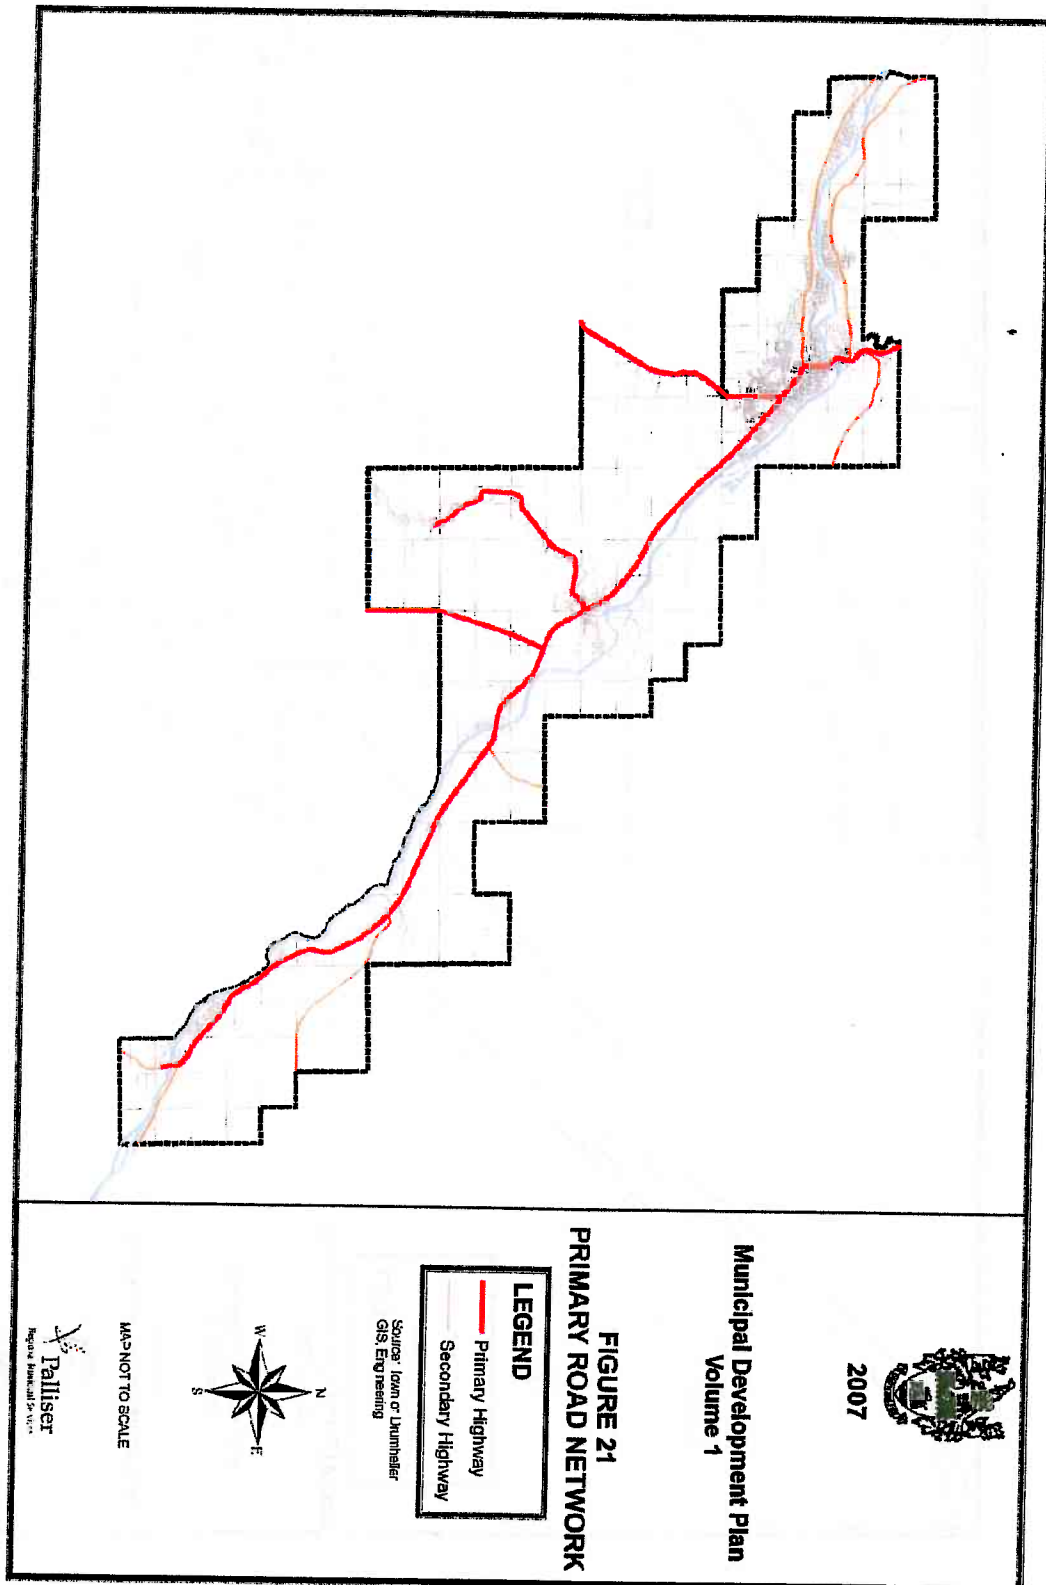 2007
Municipal Development Plan
Volume 1
FIGURE 21
PRIMARY ROAD NETWORK
LEGEND
Primary Highway
Secondary Highway
Source: Town of Drumheller
GIS, Engineering
N
W
E
S
MAP NOT TO SCALE
Palliser